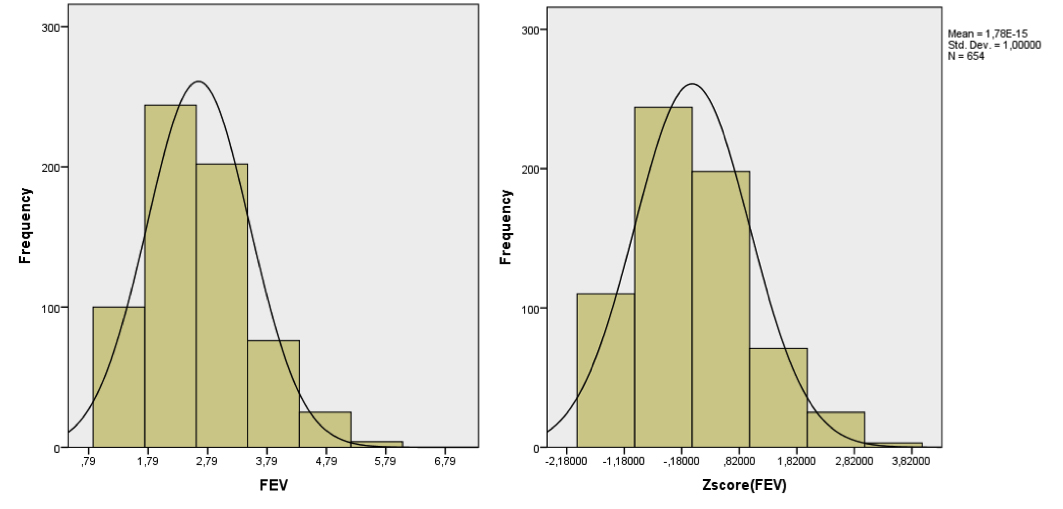 300
200
100
0
Frequency
,79 1,79 2,79 3,79 4,79 5,79 6,79
FEV
300
200
100
0
Frequency
-2,18000 -1,18000 -,18000 ,82000 1,82000 2,82000 3,82000
Zscore(FEV)
Mean = 1,78E-15
Std. Dev. = 1,00000
N = 654